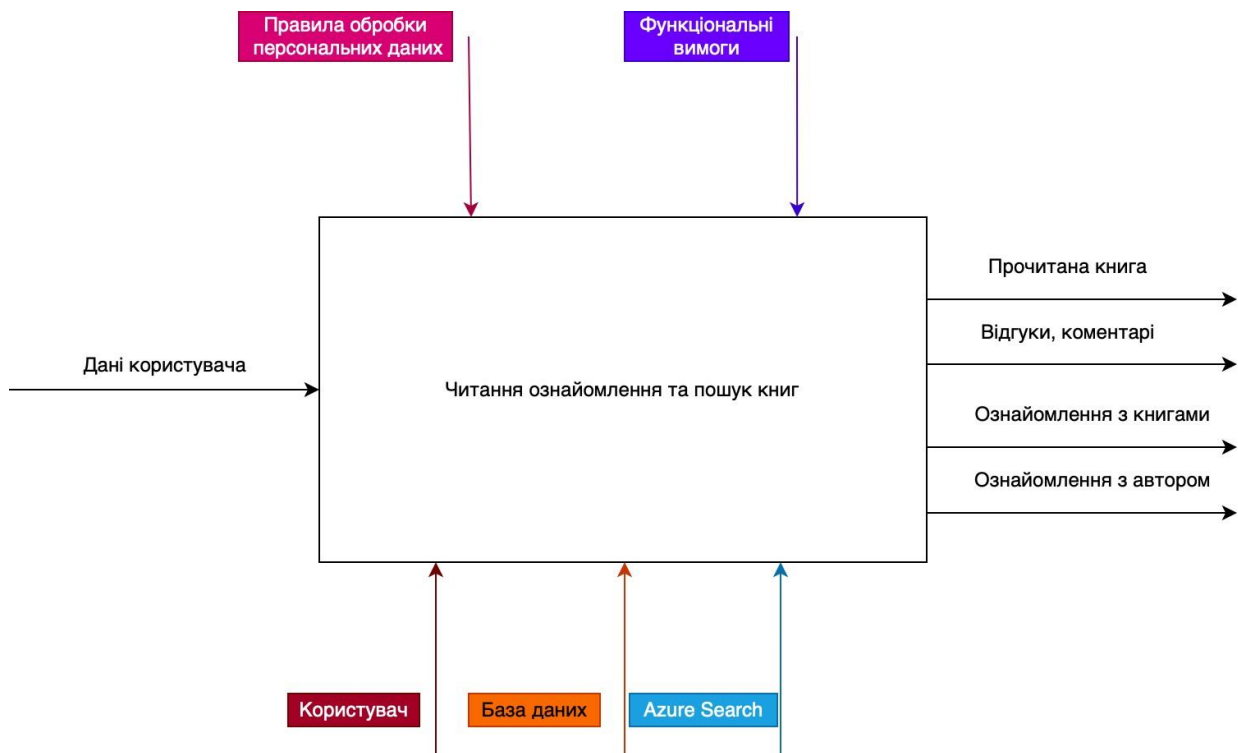 Правила обробки
персональних даних
Функціональні
вимоги
Прочитана книга
Відгуки, коментарі
Дані користувача
Читання ознайомлення та пошук книг
Ознайомлення з книгами
Ознайомлення з автором
Користувач
База даних
Azure Search